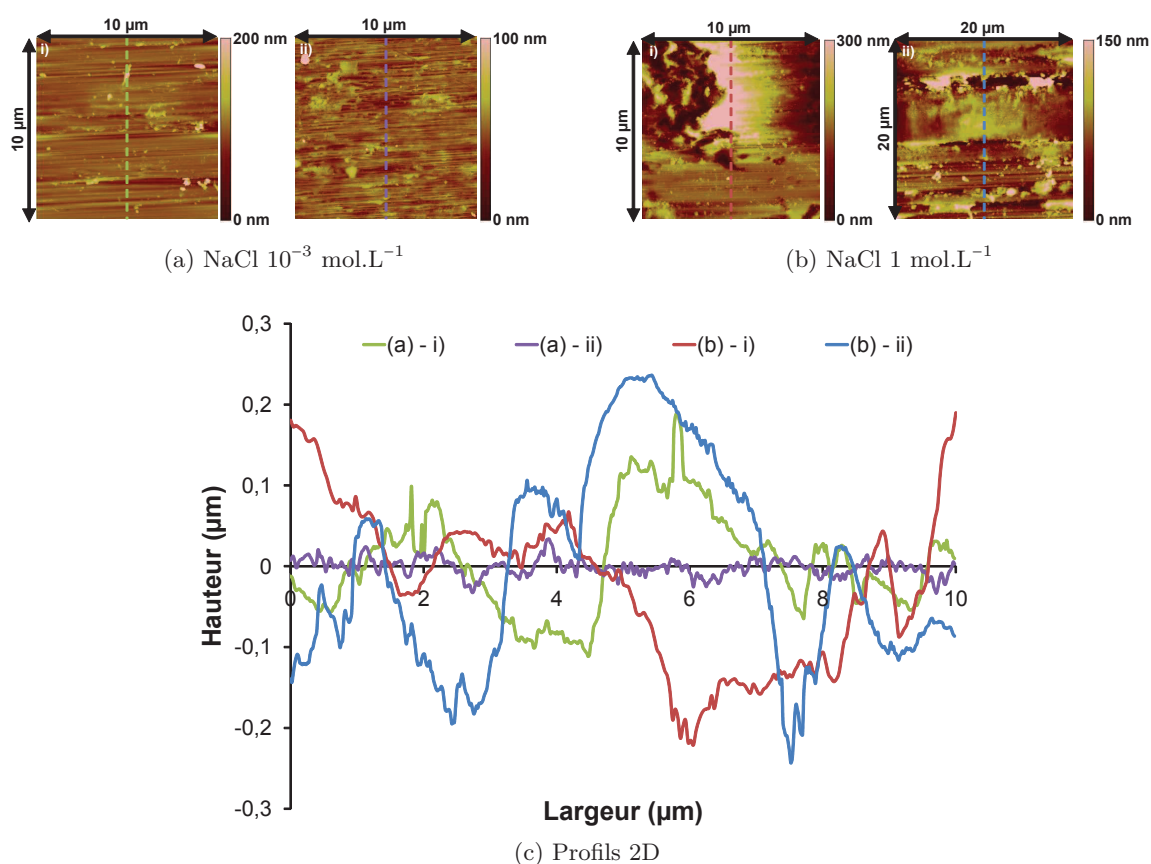 10 µm 10 µm 10 µm 20 µm
i) 200 nm ii) 100 nm i) 300 nm ii) 150 nm
10 µm 10 µm 10 µm 20 µm
0 nm 0 nm 0 nm 0 nm
(a) NaCl 10⁻³ mol.L⁻¹ (b) NaCl 1 mol.L⁻¹
0,3
(a) - i) (a) - ii) (b) - i) (b) - ii)
0,2
0,1
0
0 2 4 6 8 10
-0,1
-0,2
-0,3
Hauteur (µm)
Largeur (µm)
(c) Profils 2D